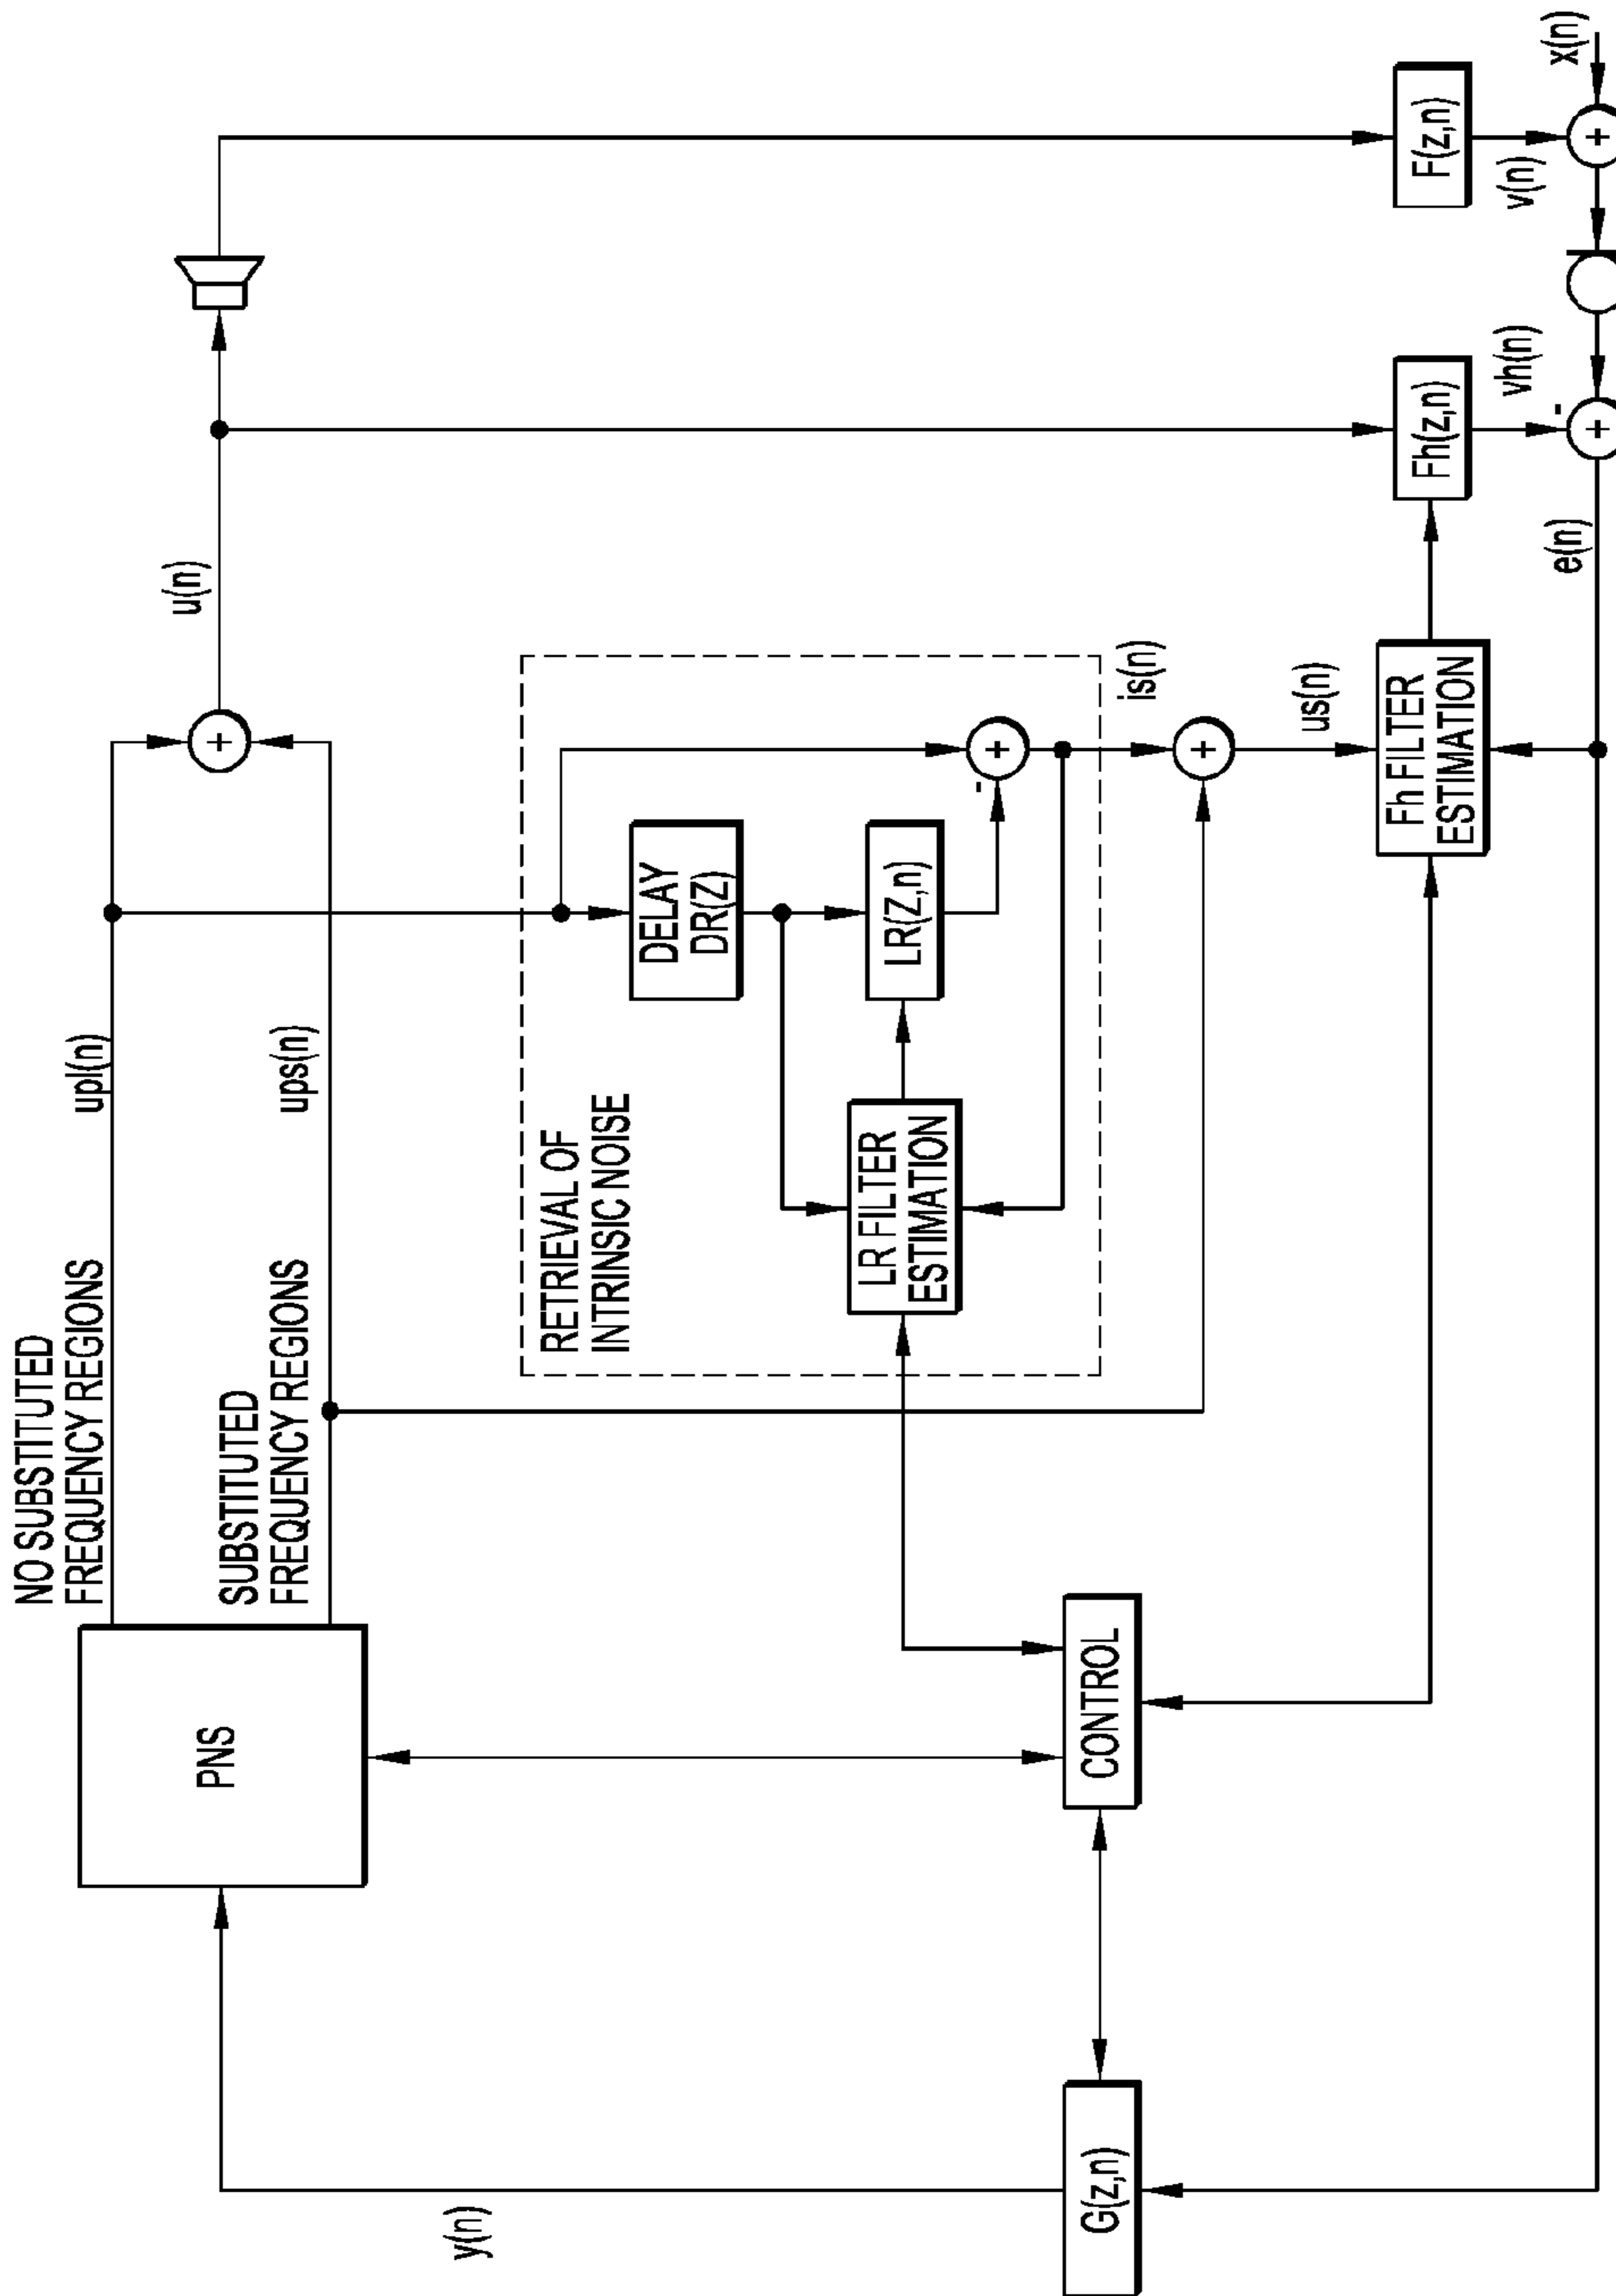 NO SUBSTITUTED
FREQUENCY REGIONS
upl(n)
SUBSTITUTED
FREQUENCY REGIONS
ups(n)
u(n)
PNS
+
y(n)
RETRIEVAL OF
INTRINSIC NOISE
DELAY
DR(Z)
LR FILTER
ESTIMATION
LR(Z,n)
-
+
is(n)
+
us(n)
CONTROL
G(z,n)
Fh FILTER
ESTIMATION
Fh(z,n)
F(z,n)
vh(n)
v(n)
-
+
+
e(n)
x(n)